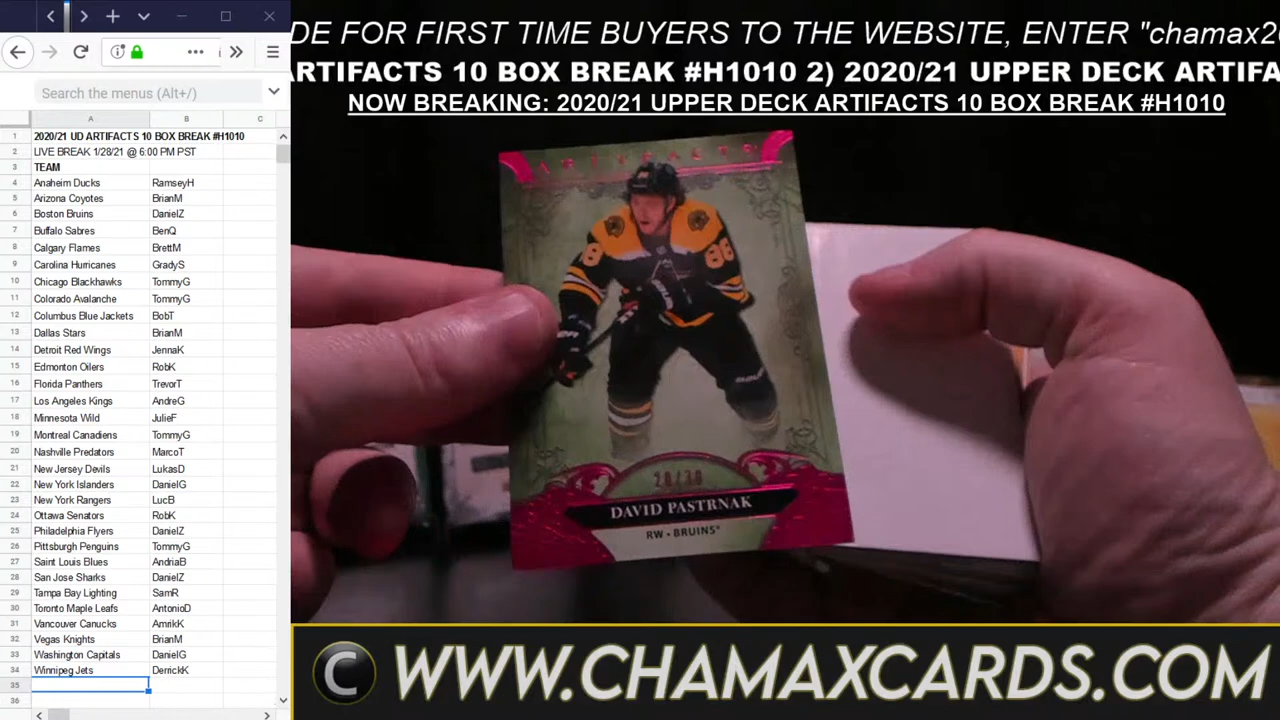 DE FOR FIRST TIME BUYERS TO THE WEBSITE, ENTER "chamax2
ARTIFACTS 10 BOX BREAK #H1010 2) 2020/21 UPPER DECK ARTIFA
NOW BREAKING: 2020/21 UPPER DECK ARTIFACTS 10 BOX BREAK #H1010
Search the menus (Alt+/)
A B C
1 2020/21 UD ARTIFACTS 10 BOX BREAK #H1010
2 LIVE BREAK 1/28/21 @ 6:00 PM PST
3 TEAM
4 Anaheim Ducks RamseyH
5 Arizona Coyotes BrianM
6 Boston Bruins DanielZ
7 Buffalo Sabres BenQ
8 Calgary Flames BrettM
9 Carolina Hurricanes GradyS
10 Chicago Blackhawks TommyG
11 Colorado Avalanche TommyG
12 Columbus Blue Jackets BobT
13 Dallas Stars BrianM
14 Detroit Red Wings JennaK
15 Edmonton Oilers RobK
16 Florida Panthers TrevorT
17 Los Angeles Kings AndreG
18 Minnesota Wild JulieF
19 Montreal Canadiens TommyG
20 Nashville Predators MarcoT
21 New Jersey Devils LukasD
22 New York Islanders DanielG
23 New York Rangers LucB
24 Ottawa Senators RobK
25 Philadelphia Flyers DanielZ
26 Pittsburgh Penguins TommyG
27 Saint Louis Blues AndriaB
28 San Jose Sharks DanielZ
29 Tampa Bay Lighting SamR
30 Toronto Maple Leafs AntonioD
31 Vancouver Canucks AmrikK
32 Vegas Knights BrianM
33 Washington Capitals DanielG
34 Winnipeg Jets DerrickK
35
36
ARTIFACTS
88
88
20/30
DAVID PASTRNAK
RW • BRUINS
C WWW.CHAMAXCARDS.COM